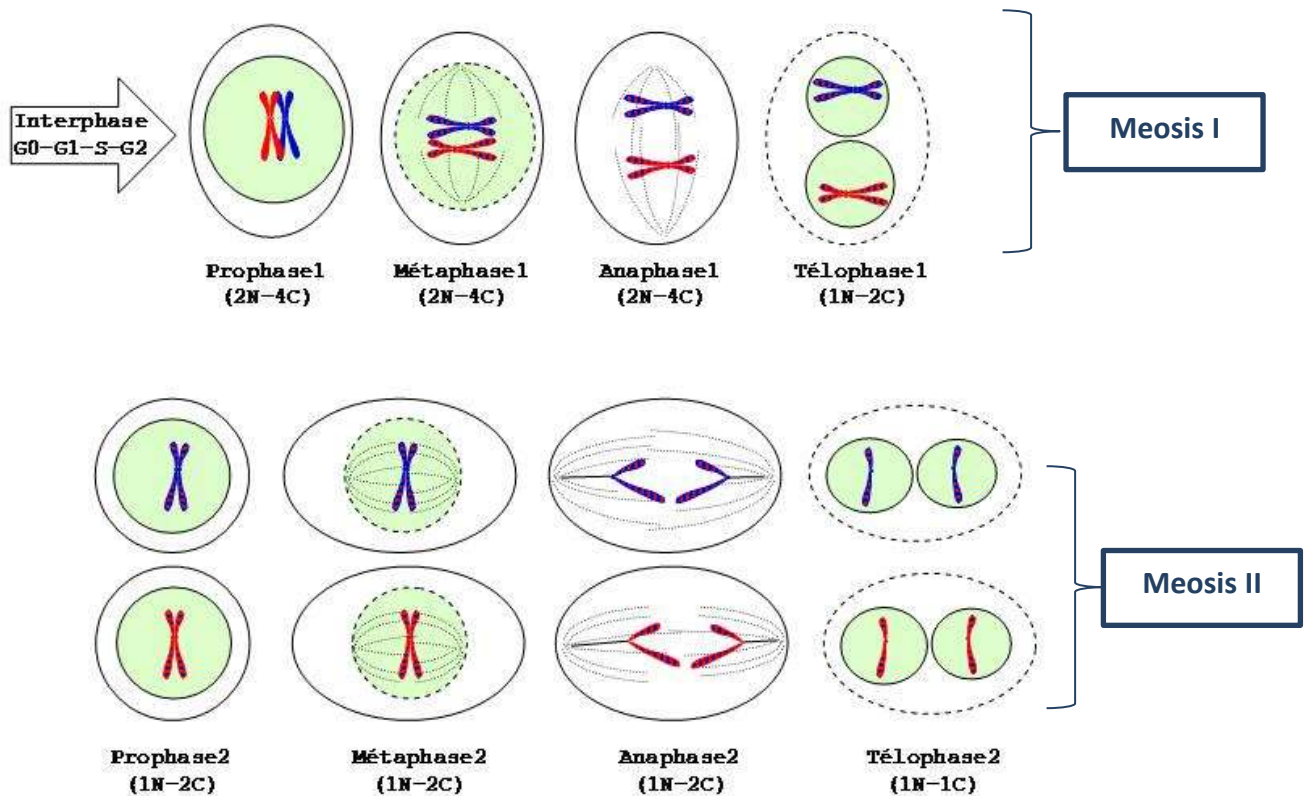 Interphase
G0-G1-S-G2
Meosis I
Prophase1
(2N-4C)
Métaphase1
(2N-4C)
Anaphase1
(2N-4C)
Télophase1
(1N-2C)
Meosis II
Prophase2
(1N-2C)
Métaphase2
(1N-2C)
Anaphase2
(1N-2C)
Télophase2
(1N-1C)